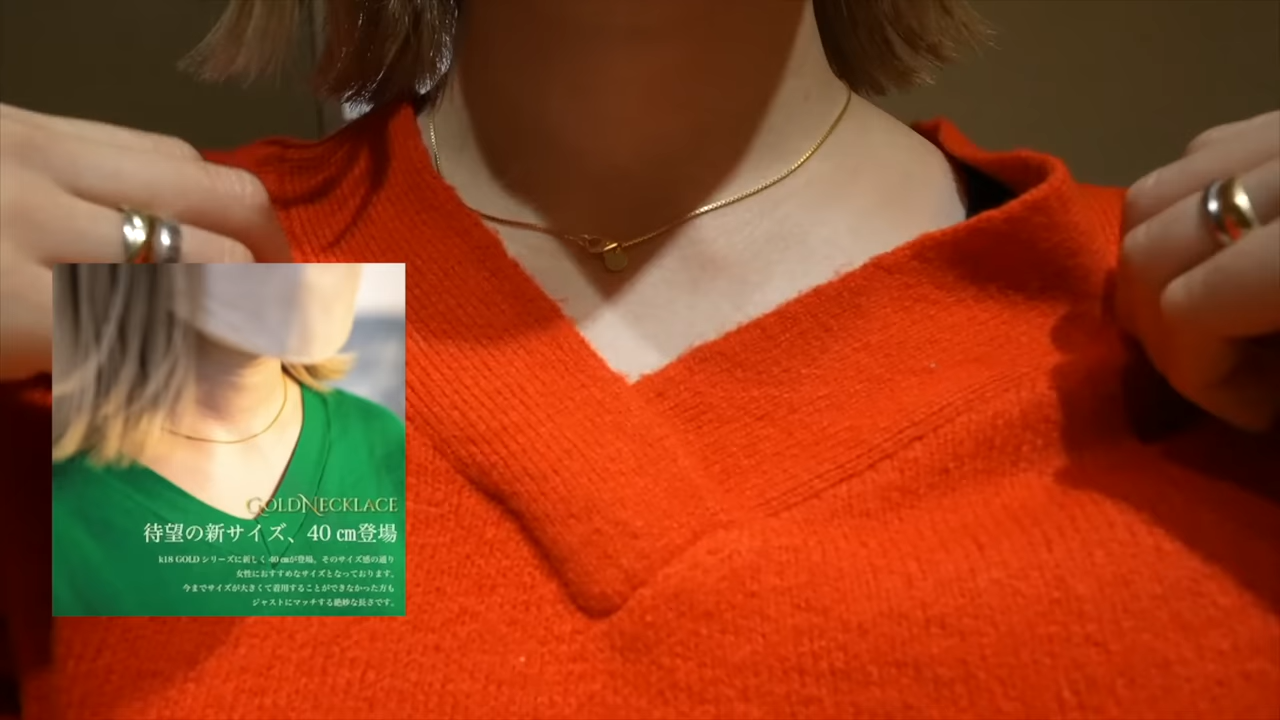 GOLDNECKLACE
待望の新サイズ、40㎝登場
k18 GOLD シリーズに新しく 40㎝が登場。そのサイズ感の通り
女性におすすめなサイズとなっております。
今までサイズが大きくて着用することができなかった方も
ジャストにマッチする絶妙な長さです。